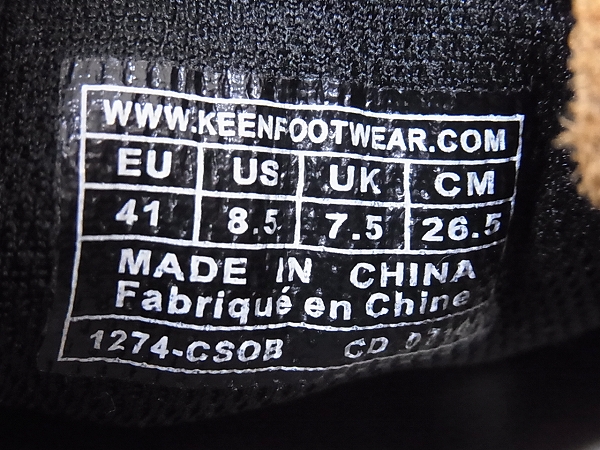 WWW.KEENFOOTWEAR.COM
EU US UK CM
41 8.5 7.5 26.5
MADE IN CHINA
Fabriqué en Chine
1274-CSOB CD